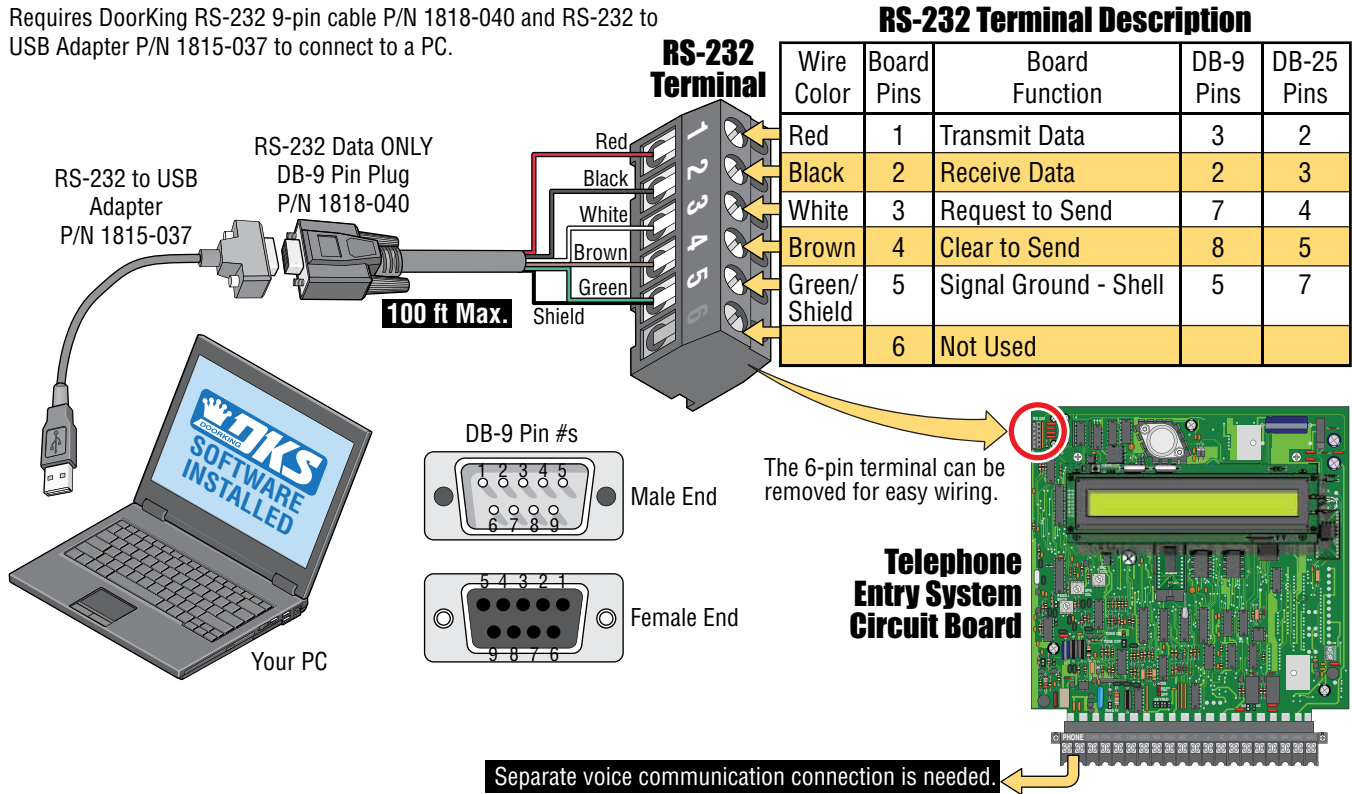 Requires DoorKing RS-232 9-pin cable P/N 1818-040 and RS-232 to
USB Adapter P/N 1815-037 to connect to a PC.
RS-232 Terminal Description
RS-232
Terminal
Wire Color Board Pins Board Function DB-9 Pins DB-25 Pins
Red 1 Transmit Data 3 2
Black 2 Receive Data 2 3
White 3 Request to Send 7 4
Brown 4 Clear to Send 8 5
Green/ Shield 5 Signal Ground - Shell 5 7
6 Not Used
RS-232 to USB
Adapter
P/N 1815-037
RS-232 Data ONLY
DB-9 Pin Plug
P/N 1818-040
Red
Black
White
Brown
Green
Shield
100 ft Max.
1
2
3
4
5
6
DOORKING
DKS
SOFTWARE
INSTALLED
Your PC
DB-9 Pin #s
1 2 3 4 5
6 7 8 9
Male End
5 4 3 2 1
9 8 7 6
Female End
The 6-pin terminal can be
removed for easy wiring.
RS 232
Telephone
Entry System
Circuit Board
PHONE
Separate voice communication connection is needed.